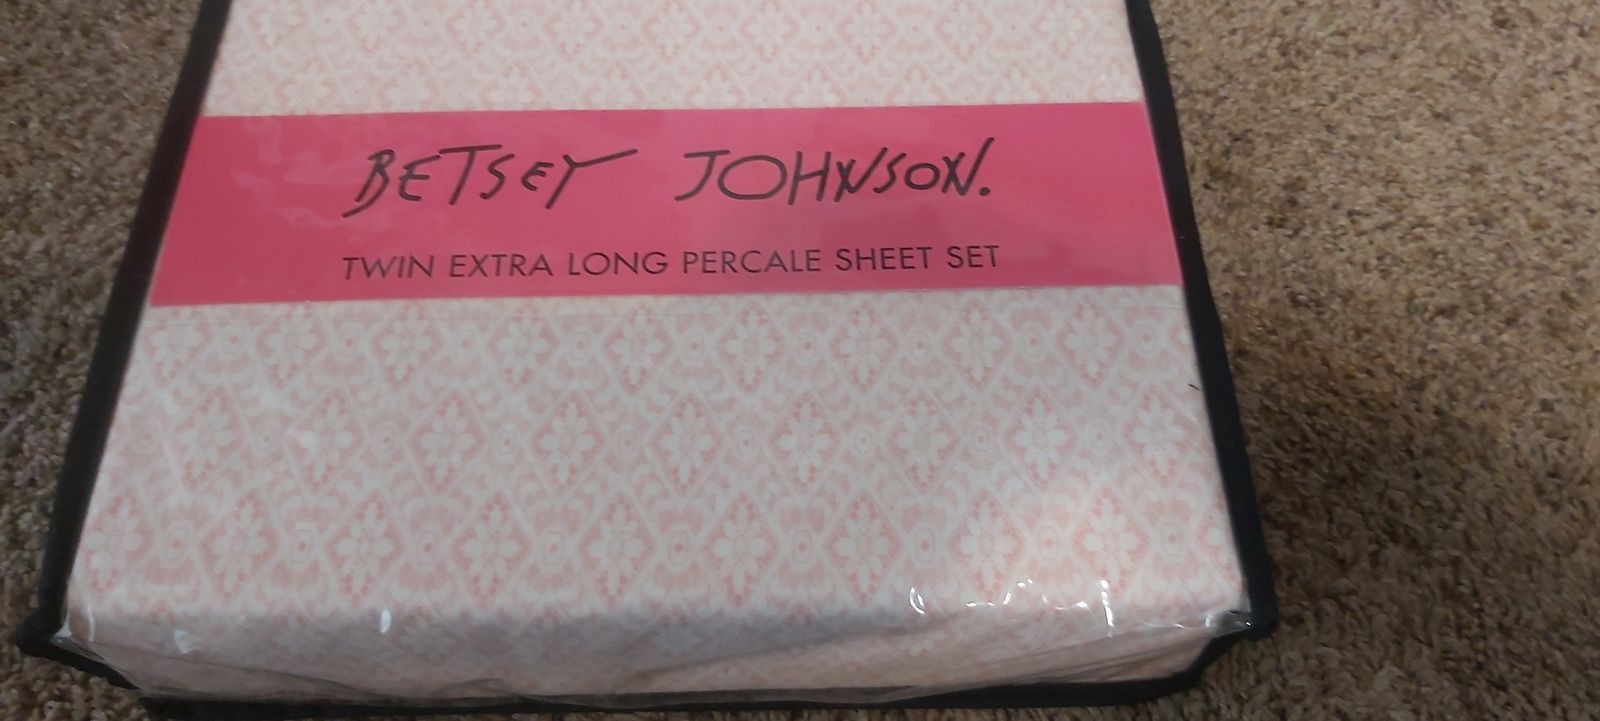 BETSEY JOHNSON.
TWIN EXTRA LONG PERCALE SHEET SET